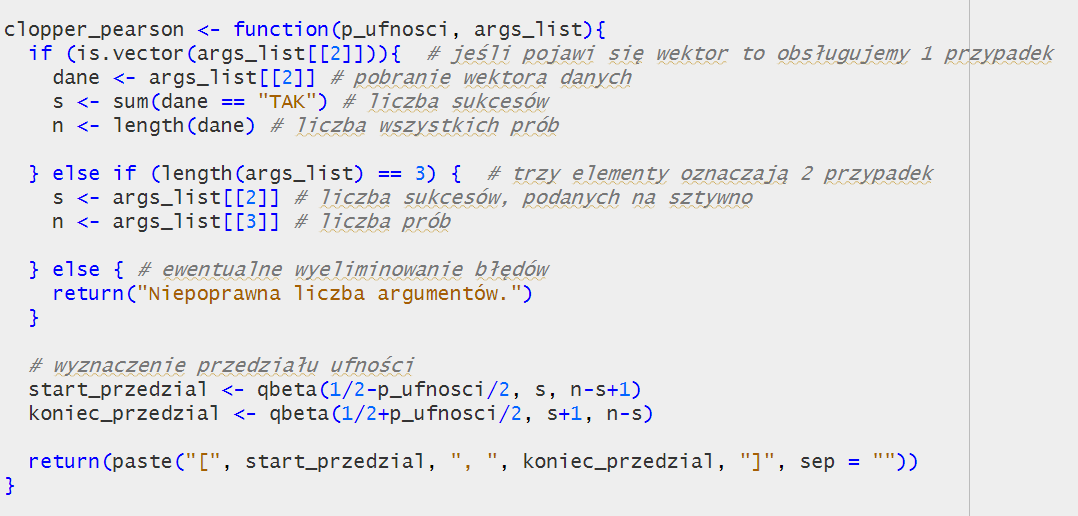 clopper_pearson <- function(p_ufnosci, args_list){
  if (is.vector(args_list[[2]])){  # jeśli pojawi się wektor to obsługujemy 1 przypadek
    dane <- args_list[[2]] # pobranie wektora danych
    s <- sum(dane == "TAK") # liczba sukcesów
    n <- length(dane) # liczba wszystkich prób
  } else if (length(args_list) == 3) {  # trzy elementy oznaczają 2 przypadek
    s <- args_list[[2]] # liczba sukcesów, podanych na sztywno
    n <- args_list[[3]] # liczba prób
  } else { # ewentualne wyeliminowanie błędów
    return("Niepoprawna liczba argumentów.")
  }
  # wyznaczenie przedziału ufności
  start_przedzial <- qbeta(1/2-p_ufnosci/2, s, n-s+1)
  koniec_przedzial <- qbeta(1/2+p_ufnosci/2, s+1, n-s)
  return(paste("[", start_przedzial, ", ", koniec_przedzial, "]", sep = ""))
}